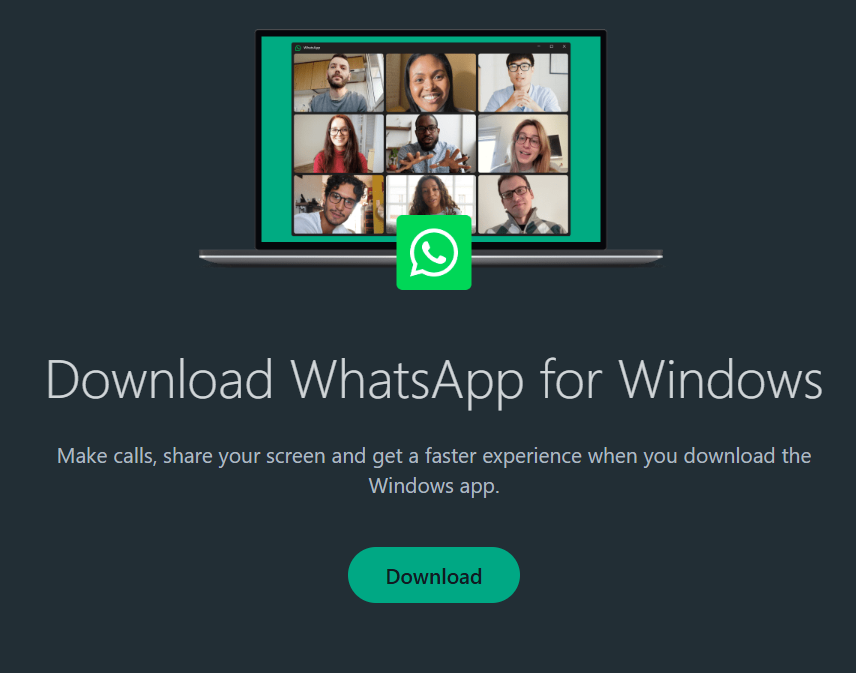 WhatsApp
Download WhatsApp for Windows
Make calls, share your screen and get a faster experience when you download the
Windows app.
Download